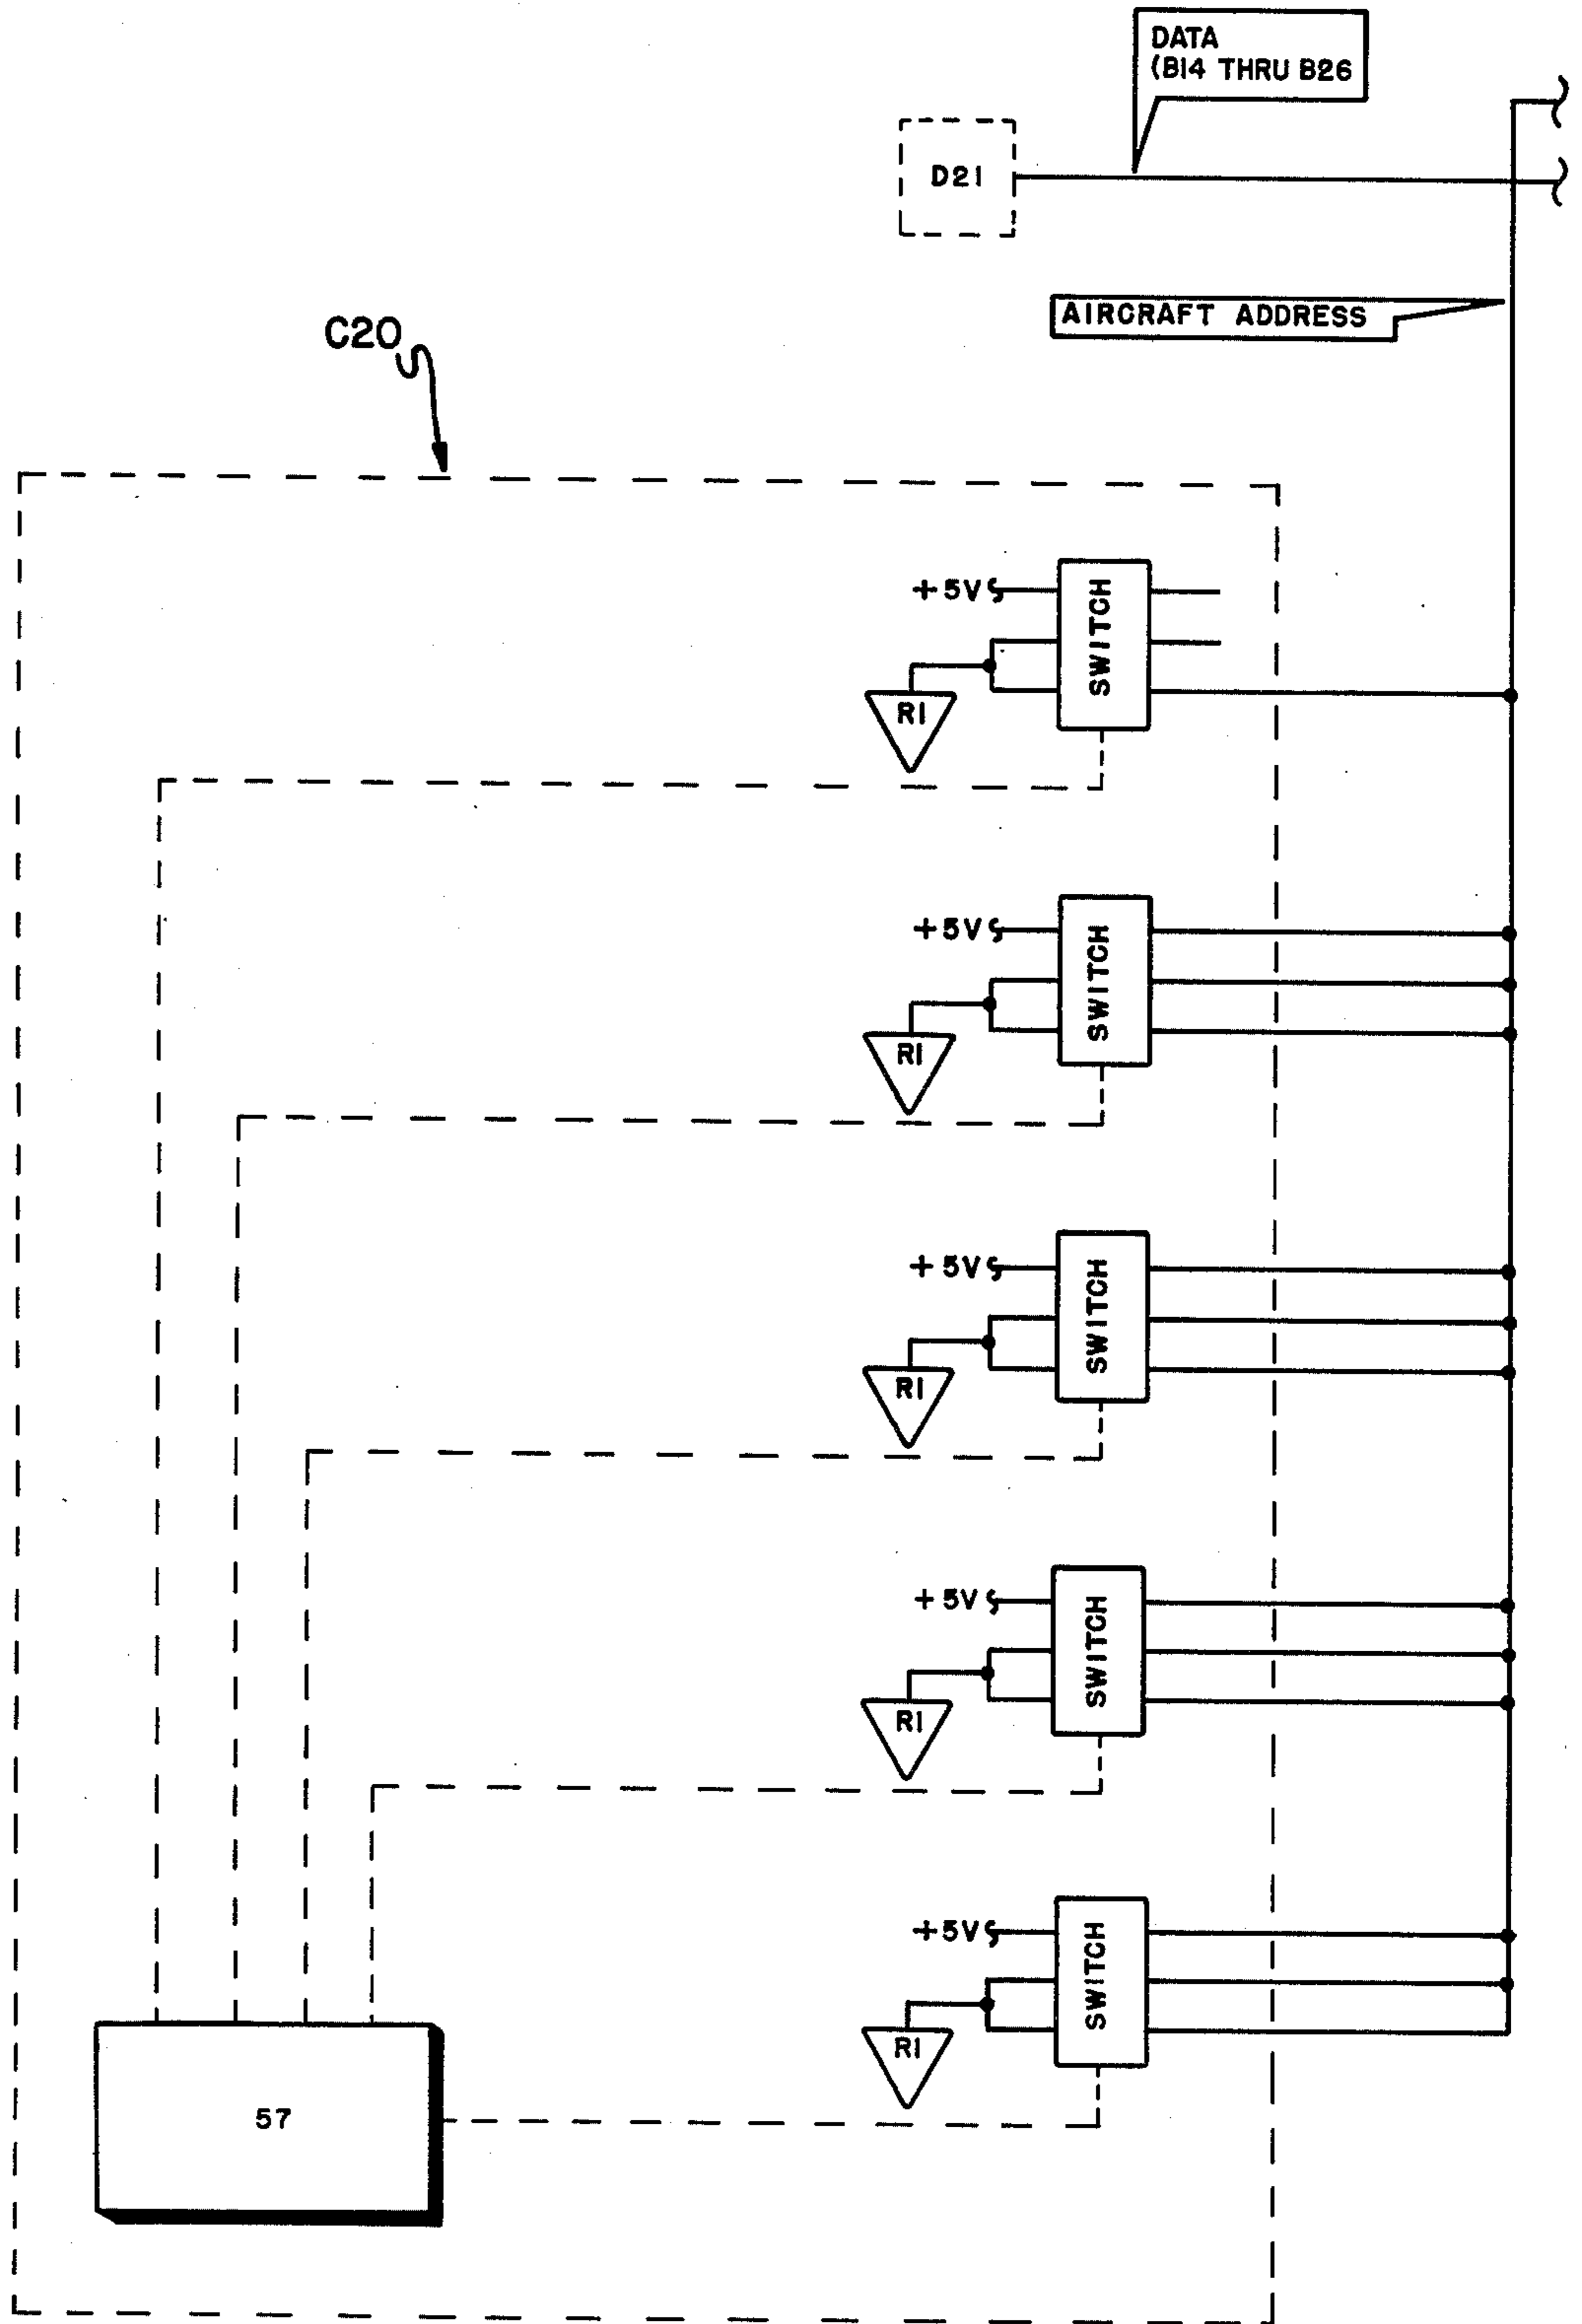 DATA
(B14 THRU B26
D21
AIRCRAFT ADDRESS
C20
+5V
SWITCH
R1
+5V
SWITCH
R1
+5V
SWITCH
R1
+5V
SWITCH
R1
+5V
SWITCH
R1
57